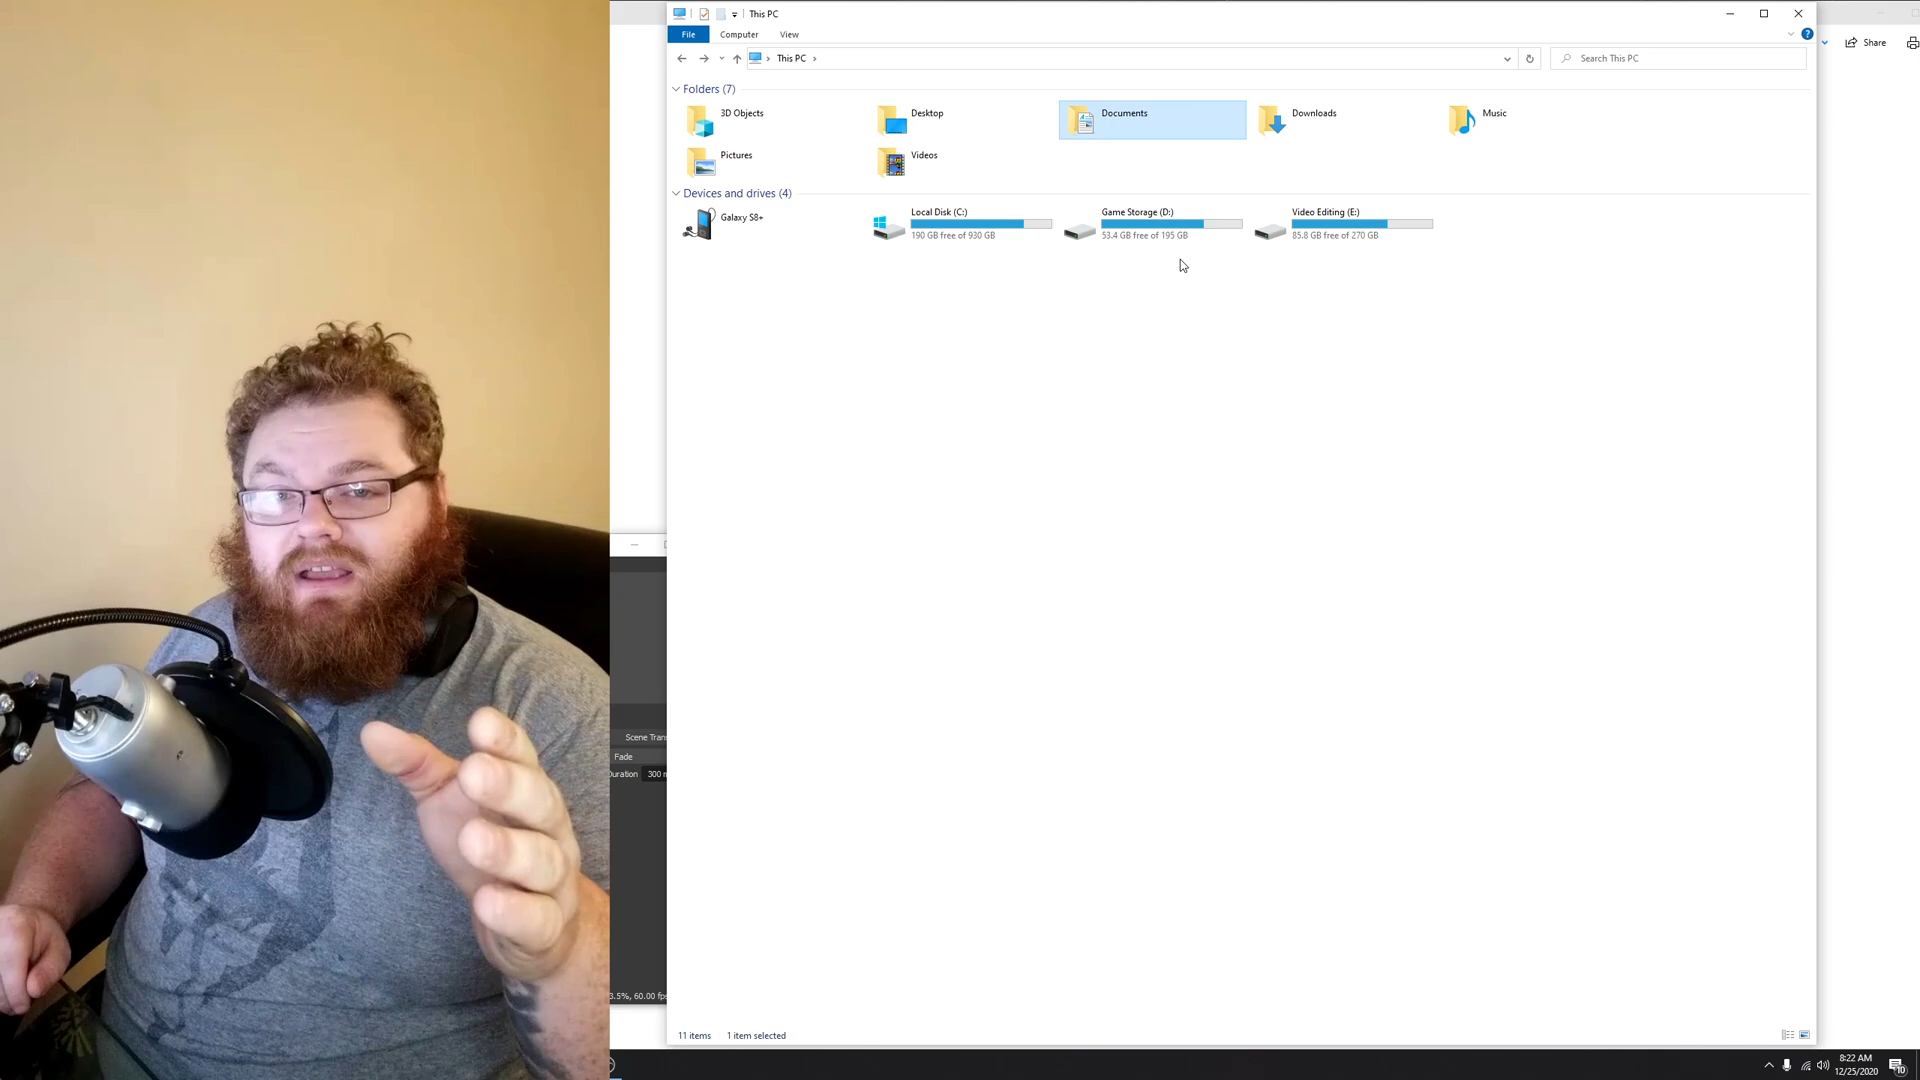 This PC
File Computer View
Share
This PC
Search This PC
Folders (7)
3D Objects
Desktop
Documents
Downloads
Music
Pictures
Videos
Devices and drives (4)
Galaxy S8+
Local Disk (C:)
190 GB free of 930 GB
Game Storage (D:)
53.4 GB free of 195 GB
Video Editing (E:)
85.8 GB free of 270 GB
Scene Trans
Fade
Duration 300 m
3.5%, 60.00 fps
11 items 1 item selected
8:22 AM
12/25/2020
10